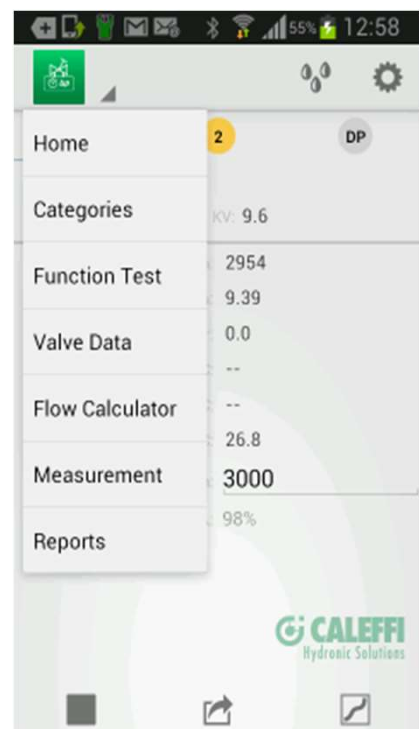 55% 12:58
Home
2 DP
Categories
KV: 9.6
Function Test
2954
9.39
Valve Data
0.0
--
Flow Calculator
--
26.8
Measurement
3000
98%
Reports
CALEFFI
Hydronic Solutions